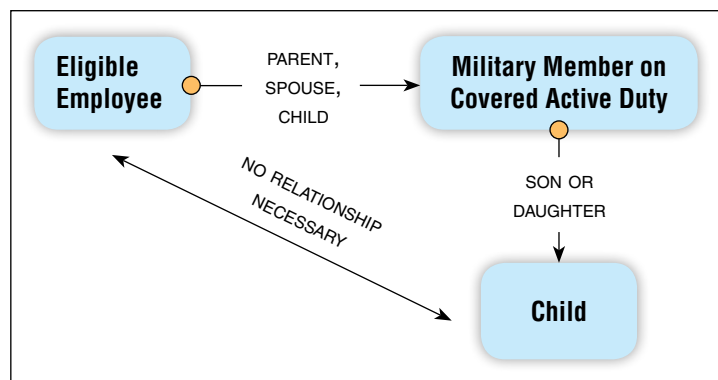 Eligible
Employee
PARENT,
SPOUSE,
CHILD
Military Member on
Covered Active Duty
NO RELATIONSHIP
NECESSARY
SON OR
DAUGHTER
Child